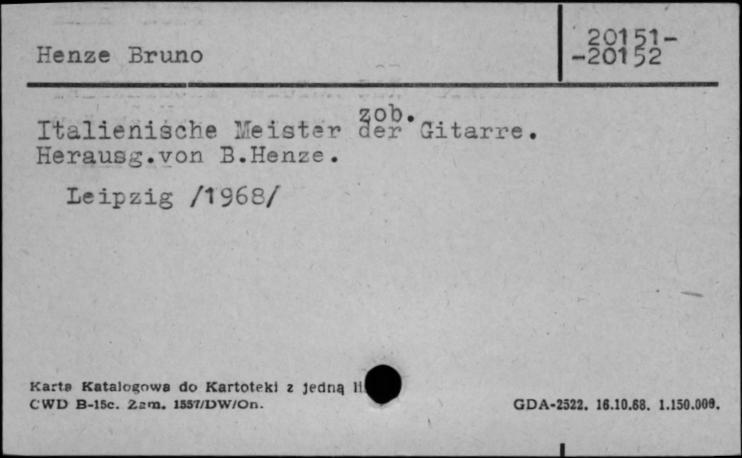 Henze Bruno
20151-
-20152
zob.
Italienische Meister der Gitarre.
Herausg.von B.Henze.
Leipzig /1968/
Karta Katalogowa do Kartoteki z jedną
CWD B-15c. Zam. 1557/DW/On.
GDA-2522. 16.10.68. 1.150.000.